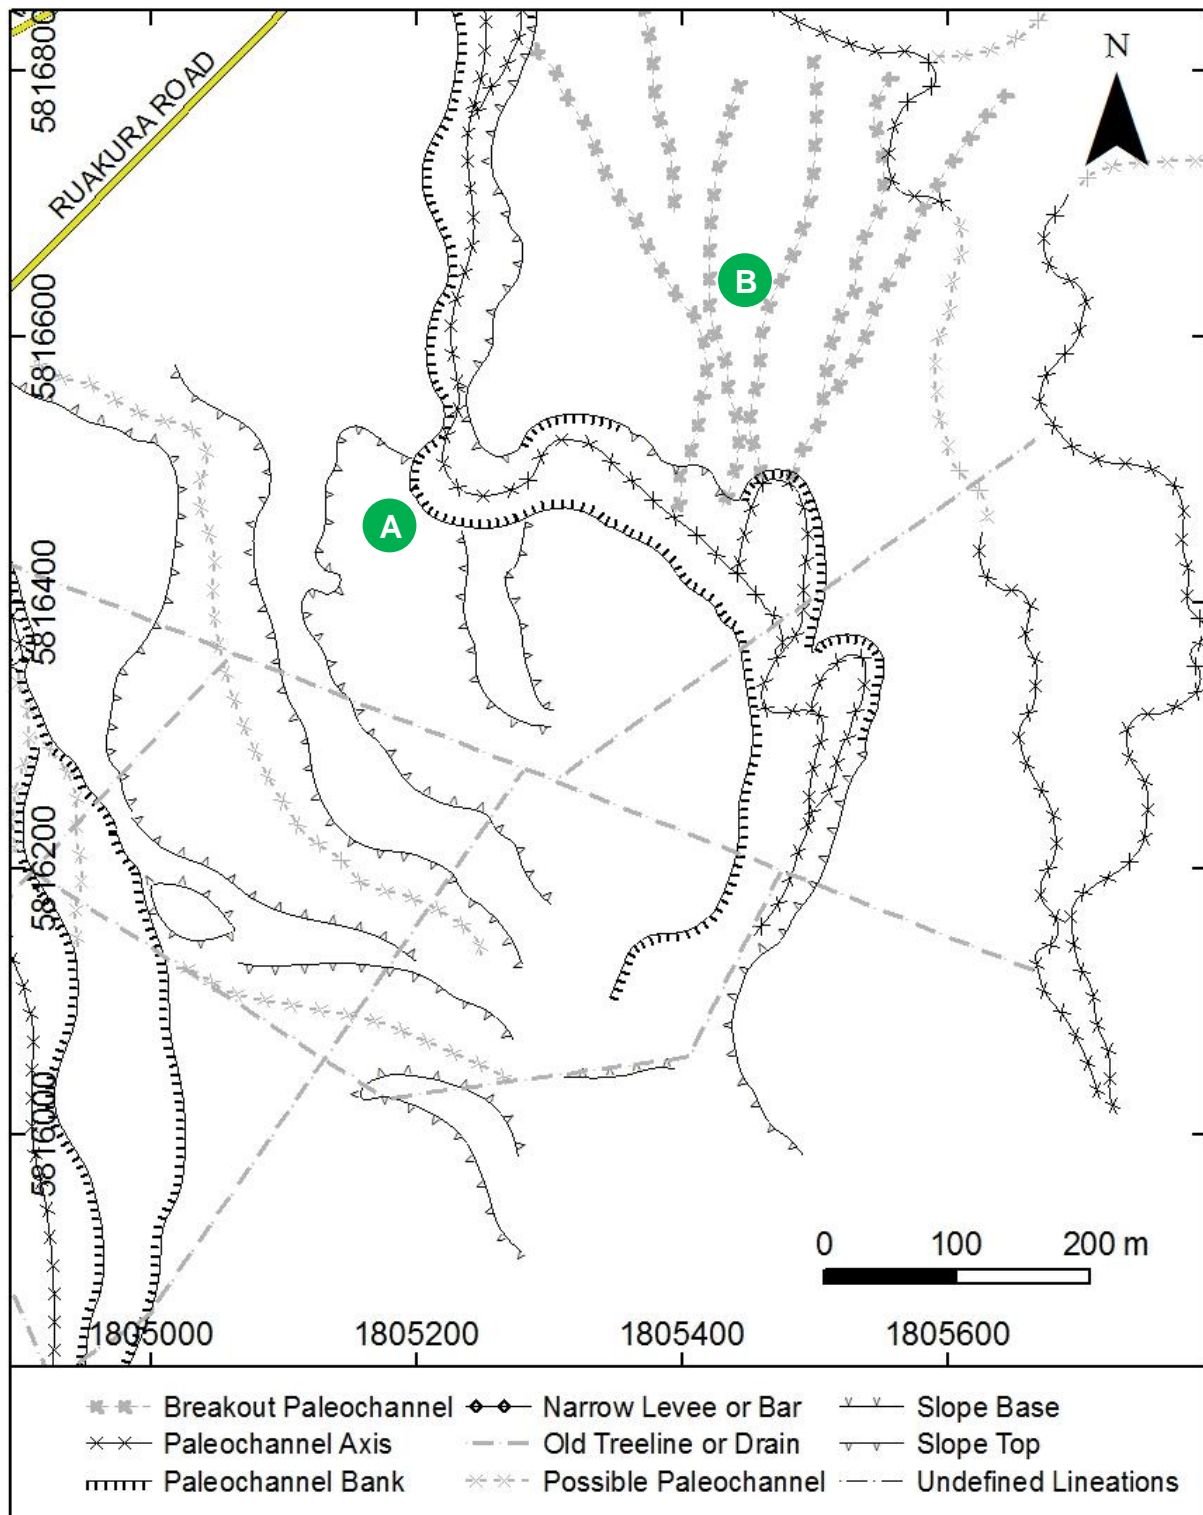 5816800
RUAKURA ROAD
N
B
5816600
A
5816400
5816200
5816000
0 100 200 m
1805000 1805200 1805400 1805600
Breakout Paleochannel Narrow Levee or Bar Slope Base
Paleochannel Axis Old Treeline or Drain Slope Top
Paleochannel Bank Possible Paleochannel Undefined Lineations